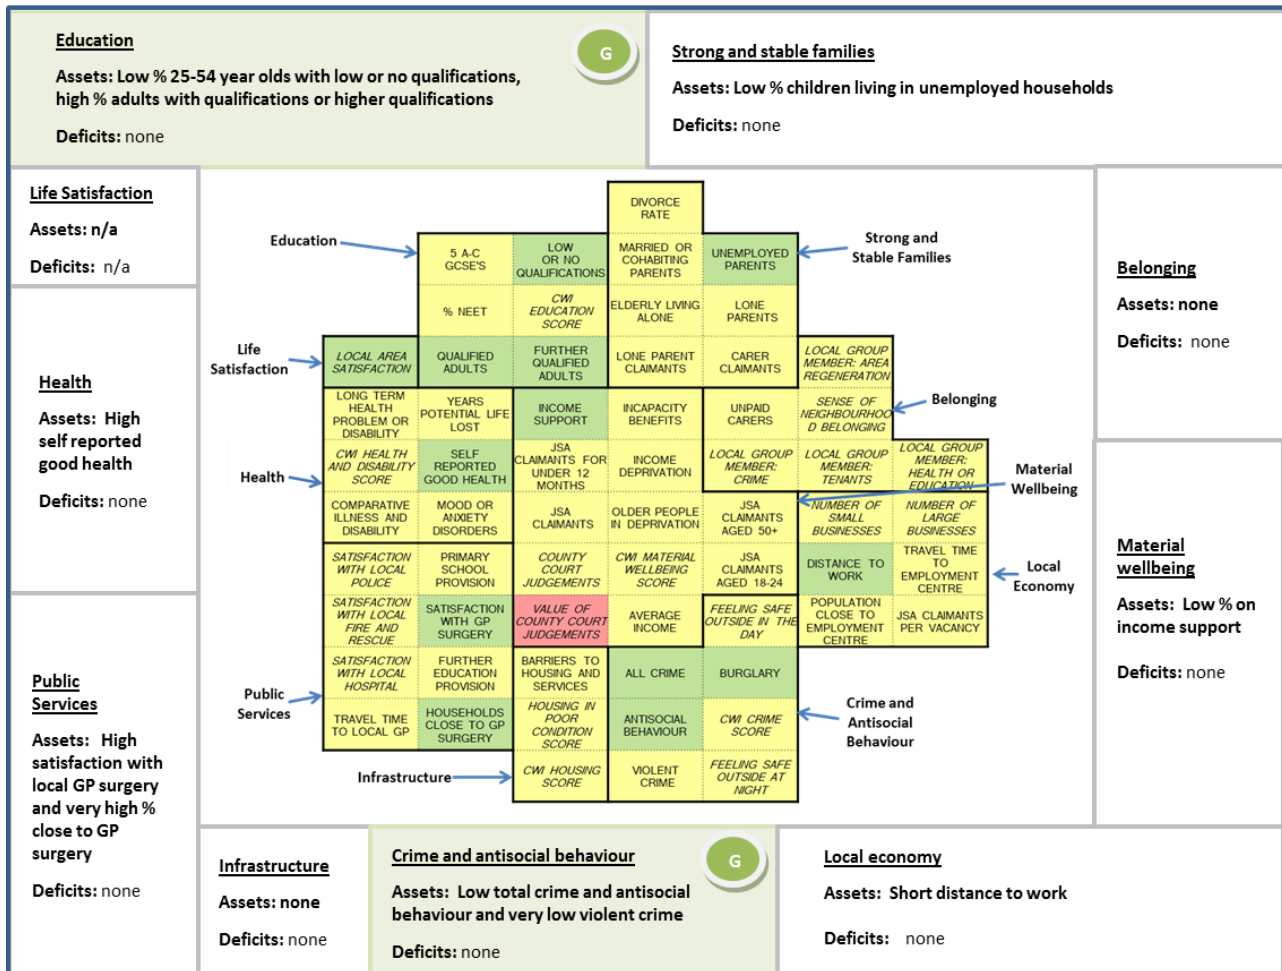 Education
G
Assets: Low % 25-54 year olds with low or no qualifications,
high % adults with qualifications or higher qualifications
Deficits: none
Strong and stable families
Assets: Low % children living in unemployed households
Deficits: none
Life Satisfaction
Assets: n/a
Deficits: n/a
Health
Assets: High
self reported
good health
Deficits: none
Public
Services
Assets: High
satisfaction with
local GP surgery
and very high %
close to GP
surgery
Deficits: none
Education
Strong and
Stable Families
Life
Satisfaction
Belonging
Health
Material
Wellbeing
Local
Economy
Public
Services
Crime and
Antisocial
Behaviour
Infrastructure
DIVORCE
RATE
5 A-C
GCSE'S
LOW
OR NO
QUALIFICATIONS
MARRIED OR
COHABITING
PARENTS
UNEMPLOYED
PARENTS
% NEET
CWI
EDUCATION
SCORE
ELDERLY LIVING
ALONE
LONE
PARENTS
LOCAL AREA
SATISFACTION
QUALIFIED
ADULTS
FURTHER
QUALIFIED
ADULTS
LONE PARENT
CLAIMANTS
CARER
CLAIMANTS
LOCAL GROUP
MEMBER: AREA
REGENERATION
LONG TERM
HEALTH
PROBLEM OR
DISABILITY
YEARS
POTENTIAL LIFE
LOST
INCOME
SUPPORT
INCAPACITY
BENEFITS
UNPAID
CARERS
SENSE OF
NEIGHBOURHOO
D BELONGING
CWI HEALTH
AND DISABILITY
SCORE
SELF
REPORTED
GOOD HEALTH
JSA
CLAIMANTS FOR
UNDER 12
MONTHS
INCOME
DEPRIVATION
LOCAL GROUP
MEMBER:
CRIME
LOCAL GROUP
MEMBER:
TENANTS
LOCAL GROUP
MEMBER:
HEALTH OR
EDUCATION
COMPARATIVE
ILLNESS AND
DISABILITY
MOOD OR
ANXIETY
DISORDERS
JSA
CLAIMANTS
OLDER PEOPLE
IN DEPRIVATION
JSA
CLAIMANTS
AGED 50+
NUMBER OF
SMALL
BUSINESSES
NUMBER OF
LARGE
BUSINESSES
SATISFACTION
WITH LOCAL
POLICE
PRIMARY
SCHOOL
PROVISION
COUNTY
COURT
JUDGEMENTS
CWI MATERIAL
WELLBEING
SCORE
JSA
CLAIMANTS
AGED 18-24
DISTANCE TO
WORK
TRAVEL TIME
TO
EMPLOYMENT
CENTRE
SATISFACTION
WITH LOCAL
FIRE AND
RESCUE
SATISFACTION
WITH GP
SURGERY
VALUE OF
COUNTY COURT
JUDGEMENTS
AVERAGE
INCOME
FEELING SAFE
OUTSIDE IN THE
DAY
POPULATION
CLOSE TO
EMPLOYMENT
CENTRE
JSA CLAIMANTS
PER VACANCY
SATISFACTION
WITH LOCAL
HOSPITAL
FURTHER
EDUCATION
PROVISION
BARRIERS TO
HOUSING AND
SERVICES
ALL CRIME
BURGLARY
TRAVEL TIME
TO LOCAL GP
HOUSEHOLDS
CLOSE TO GP
SURGERY
HOUSING IN
POOR
CONDITION
SCORE
ANTISOCIAL
BEHAVIOUR
CWI CRIME
SCORE
CWI HOUSING
SCORE
VIOLENT
CRIME
FEELING SAFE
OUTSIDE AT
NIGHT
Belonging
Assets: none
Deficits: none
Material
wellbeing
Assets: Low % on
income support
Deficits: none
Infrastructure
Assets: none
Deficits: none
Crime and antisocial behaviour
G
Assets: Low total crime and antisocial
behaviour and very low violent crime
Deficits: none
Local economy
Assets: Short distance to work
Deficits: none